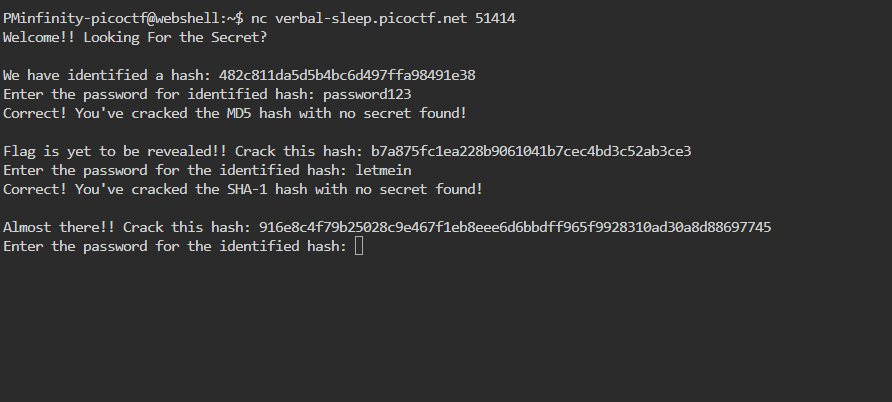 PMinfinity-picoctf@webshell:~$ nc verbal-sleep.picoctf.net 51414
Welcome!! Looking For the Secret?
We have identified a hash: 482c811da5d5b4bc6d497ffa98491e38
Enter the password for identified hash: password123
Correct! You've cracked the MD5 hash with no secret found!
Flag is yet to be revealed!! Crack this hash: b7a875fc1ea228b9061041b7cec4bd3c52ab3ce3
Enter the password for the identified hash: letmein
Correct! You've cracked the SHA-1 hash with no secret found!
Almost there!! Crack this hash: 916e8c4f79b25028c9e467f1eb8eee6d6bbdff965f9928310ad30a8d88697745
Enter the password for the identified hash: